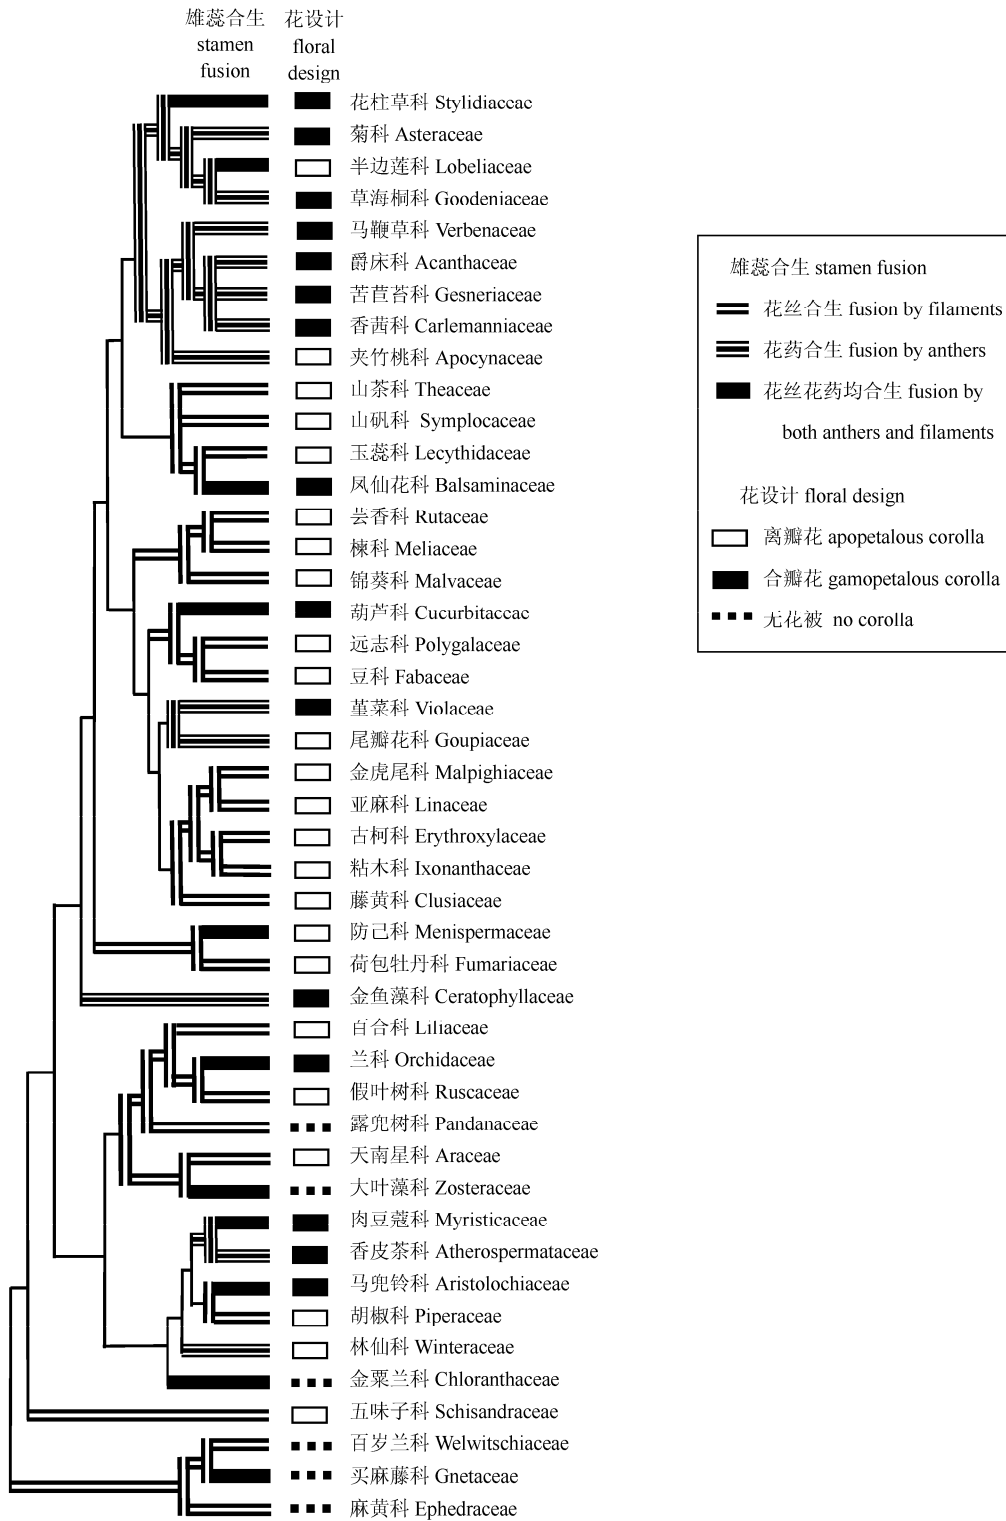 雄蕊合生 花设计
stamen floral
fusion design
花柱草科 Stylidiaceae
菊科 Asteraceae
半边莲科 Lobeliaceae
草海桐科 Goodeniaceae
马鞭草科 Verbenaceae
爵床科 Acanthaceae
苦苣苔科 Gesneriaceae
香茜科 Carlemanniaceae
夹竹桃科 Apocynaceae
山茶科 Theaceae
山矾科 Symplocaceae
玉蕊科 Lecythidaceae
凤仙花科 Balsaminaceae
芸香科 Rutaceae
楝科 Meliaceae
锦葵科 Malvaceae
葫芦科 Cucurbitaceae
远志科 Polygalaceae
豆科 Fabaceae
堇菜科 Violaceae
尾瓣花科 Goupiaceae
金虎尾科 Malpighiaceae
亚麻科 Linaceae
古柯科 Erythroxylaceae
粘木科 Ixonanthaceae
藤黄科 Clusiaceae
防己科 Menispermaceae
荷包牡丹科 Fumariaceae
金鱼藻科 Ceratophyllaceae
百合科 Liliaceae
兰科 Orchidaceae
假叶树科 Ruscaceae
露兜树科 Pandanaceae
天南星科 Araceae
大叶藻科 Zosteraceae
肉豆蔻科 Myristicaceae
香皮茶科 Atherospermataceae
马兜铃科 Aristolochiaceae
胡椒科 Piperaceae
林仙科 Winteraceae
金粟兰科 Chloranthaceae
五味子科 Schisandraceae
百岁兰科 Welwitschiaceae
买麻藤科 Gnetaceae
麻黄科 Ephedraceae
雄蕊合生 stamen fusion
花丝合生 fusion by filaments
花药合生 fusion by anthers
花丝花药均合生 fusion by
both anthers and filaments
花设计 floral design
离瓣花 apopetalous corolla
合瓣花 gamopetalous corolla
无花被 no corolla